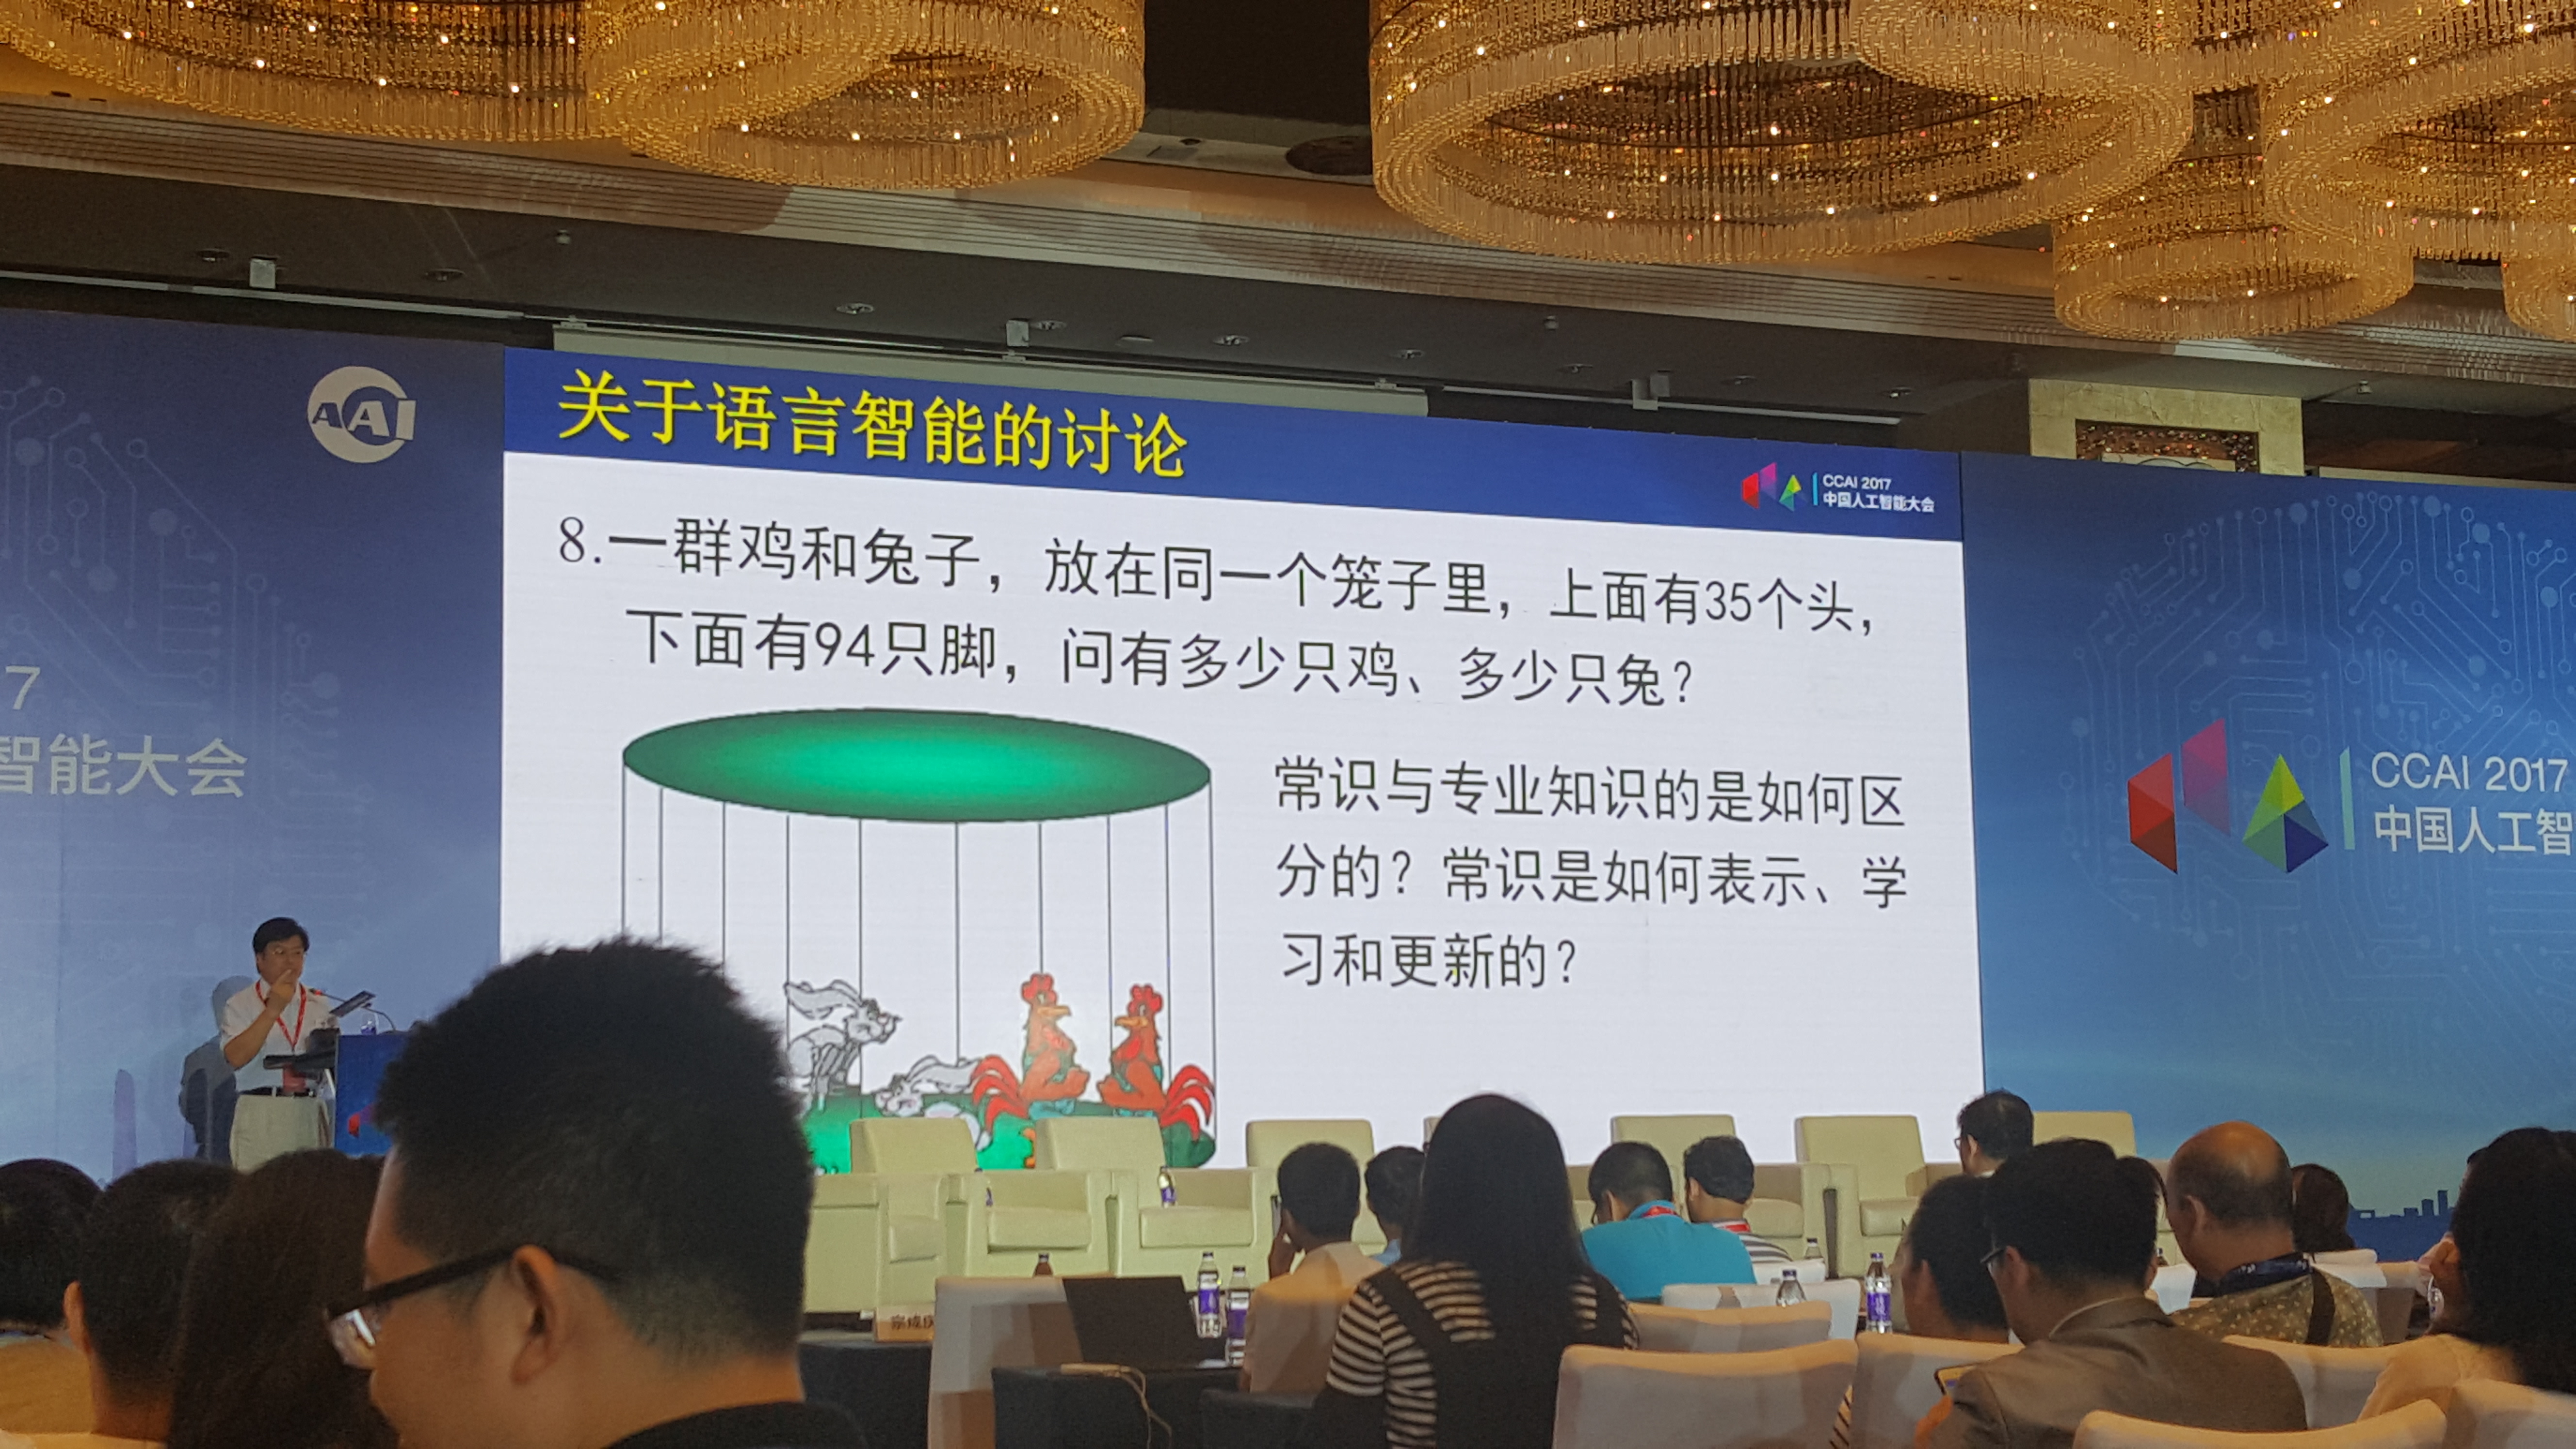 CAAI
关于语言智能的讨论
CCAI 2017
中国人工智能大会
8.一群鸡和兔子，放在同一个笼子里，上面有35个头，
下面有94只脚，问有多少只鸡、多少只兔？
常识与专业知识的是如何区
分的？常识是如何表示、学
习和更新的？
7
智能大会
CCAI 2017
中国人工智
宗成庆